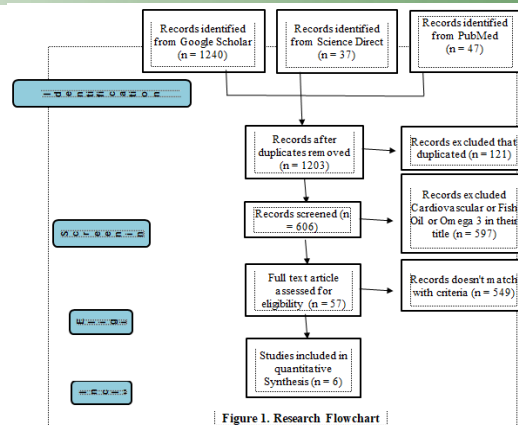 Records identified
from Google Scholar
(n = 1240)
Records identified
from Science Direct
(n = 37)
Records identified
from PubMed
(n = 47)
Identification
Records after
duplicates removed
(n = 1203)
Records excluded that
duplicated (n = 121)
Screenin
Records screened (n
= 606)
Records excluded
Cardiovascular or Fish
Oil or Omega 3 in their
title (n = 597)
Full text article
assessed for
eligibility (n = 57)
Records doesn't match
with criteria (n = 549)
Eligi
Studies included in
quantitative
Synthesis (n = 6)
Figure 1. Research Flowchart